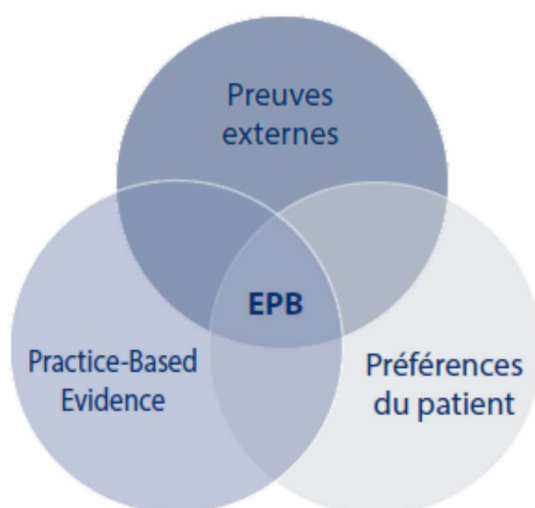 Preuves
externes
EPB
Practice-Based
Evidence
Préférences
du patient